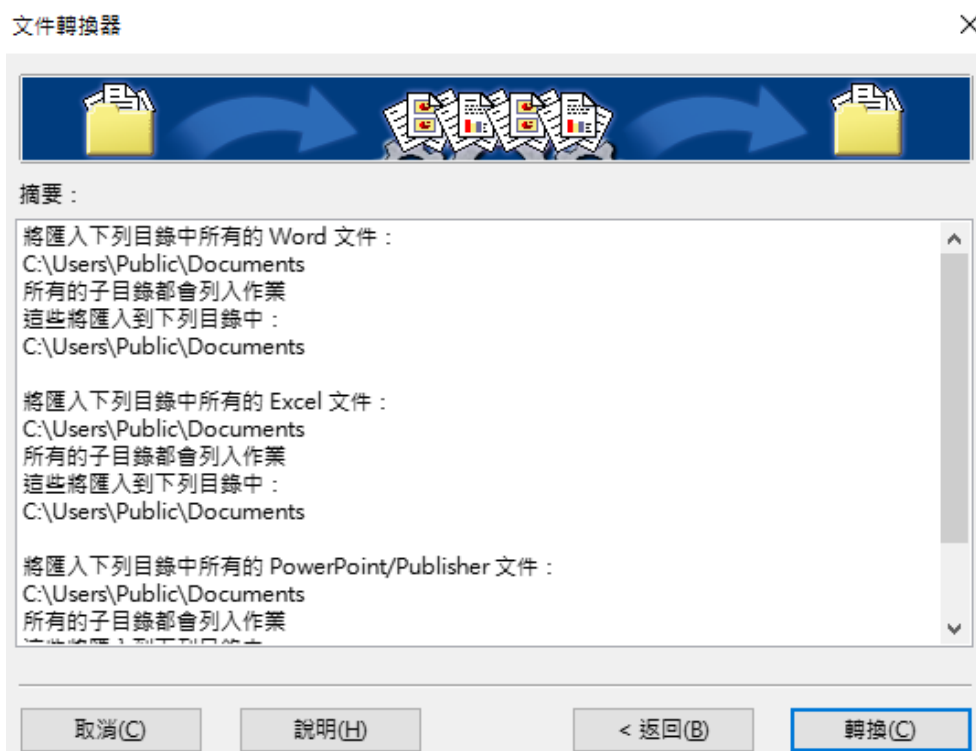 文件轉換器
摘要：
將匯入下列目錄中所有的 Word 文件：
C:\Users\Public\Documents
所有的子目錄都會列入作業
這些將匯入到下列目錄中：
C:\Users\Public\Documents
將匯入下列目錄中所有的 Excel 文件：
C:\Users\Public\Documents
所有的子目錄都會列入作業
這些將匯入到下列目錄中：
C:\Users\Public\Documents
將匯入下列目錄中所有的 PowerPoint/Publisher 文件：
C:\Users\Public\Documents
所有的子目錄都會列入作業
取消(C)
說明(H)
< 返回(B)
轉換(C)